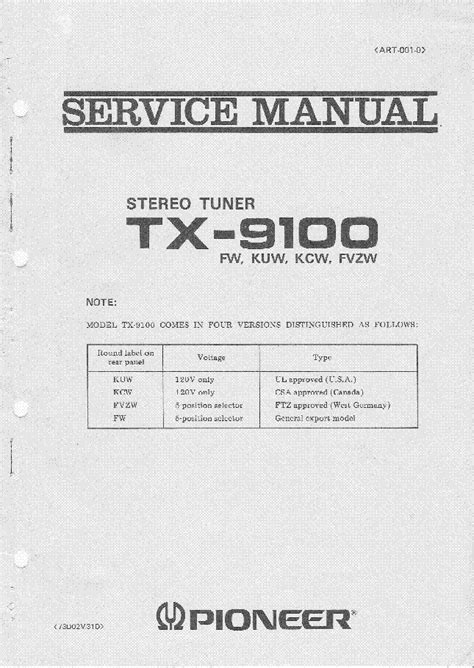 <ART-001-0>
SERVICE MANUAL
STEREO TUNER
TX-9100
FW, KUW, KCW, FVZW
NOTE:
MODEL TX-9100 COMES IN FOUR VERSIONS DISTINGUISHED AS FOLLOWS:
Round label on rear panel Voltage Type
KUW 120V only UL approved (U.S.A.)
KCW 120V only CSA approved (Canada)
FVZW 5-position selector FTZ approved (West Germany)
FW 5-position selector General export model
PIONEER®